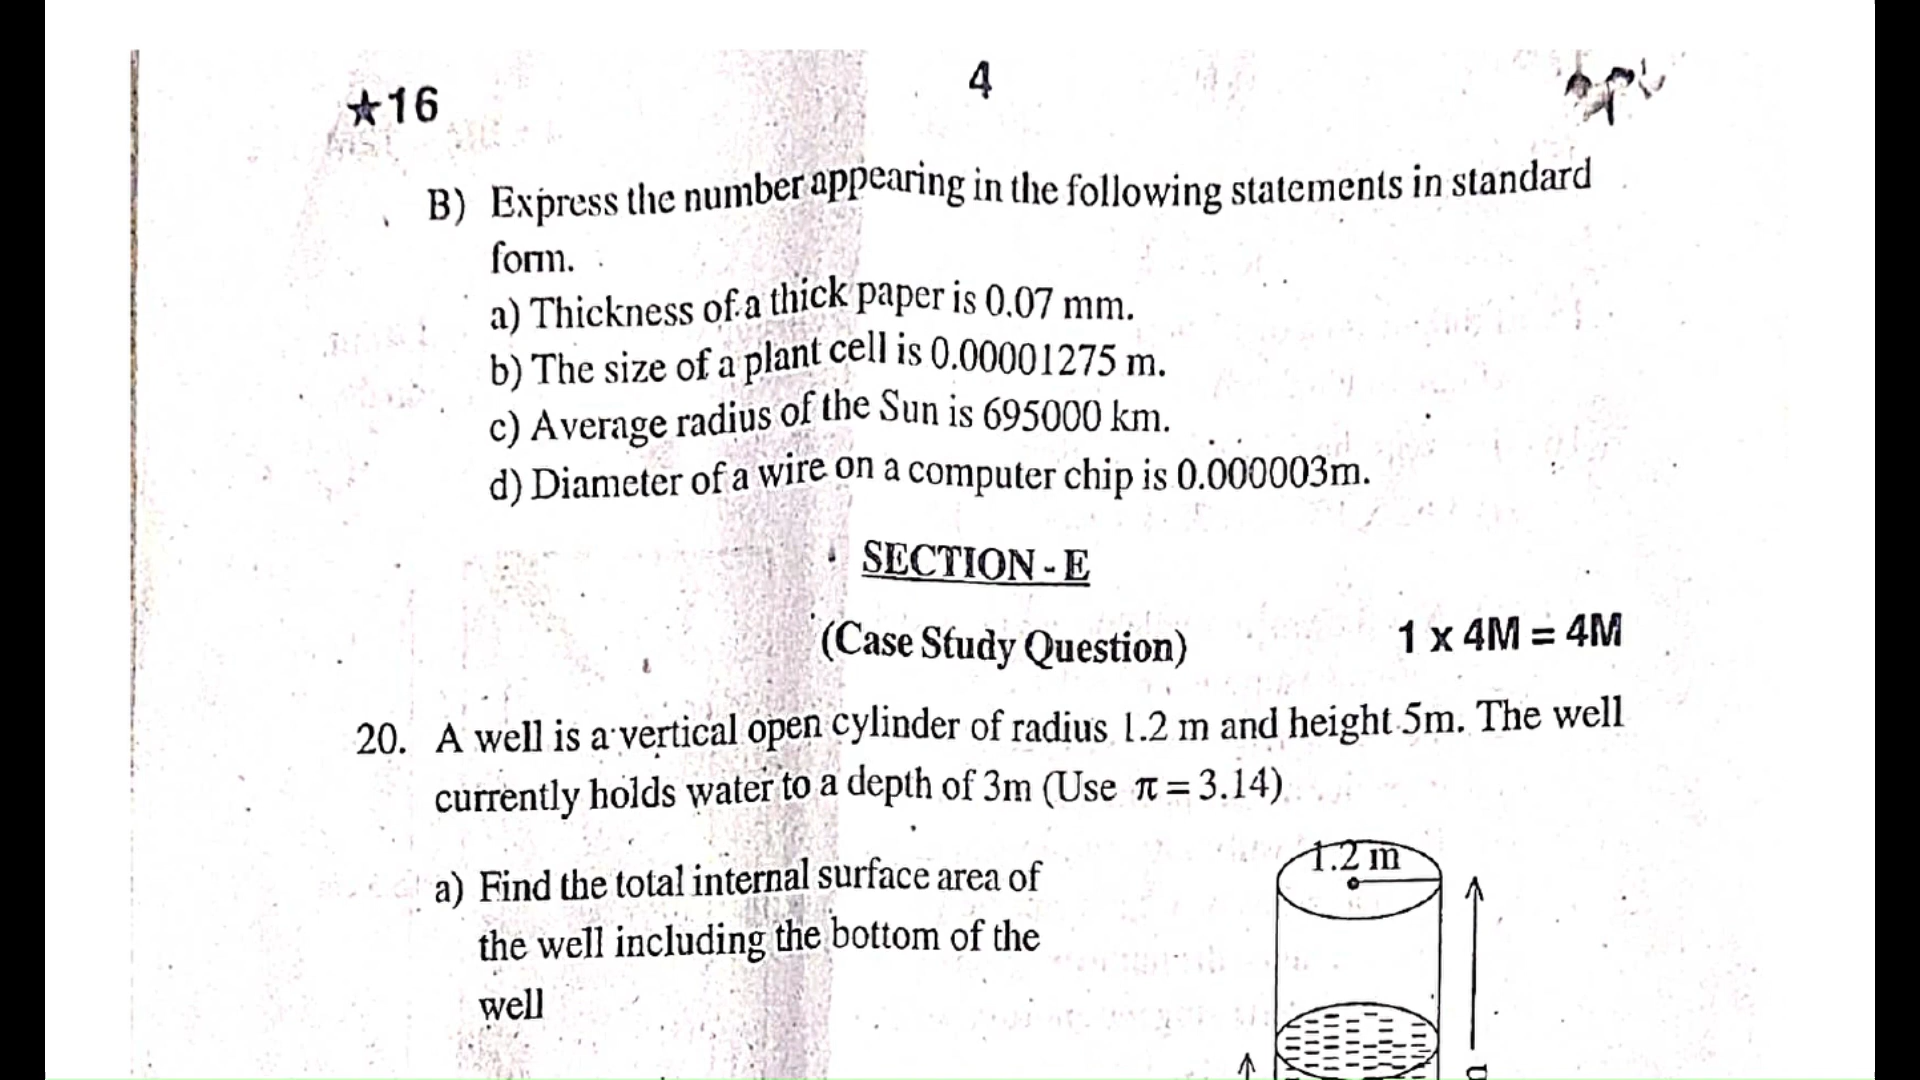 ★16
4
B) Express the number appearing in the following statements in standard
form.
a) Thickness of a thick paper is 0.07 mm.
b) The size of a plant cell is 0.00001275 m.
c) Average radius of the Sun is 695000 km.
d) Diameter of a wire on a computer chip is 0.000003m.
SECTION - E
(Case Study Question) 1 x 4M = 4M
20. A well is a vertical open cylinder of radius 1.2 m and height 5m. The well
currently holds water to a depth of 3m (Use π = 3.14)
a) Find the total internal surface area of
the well including the bottom of the
well
1.2 m